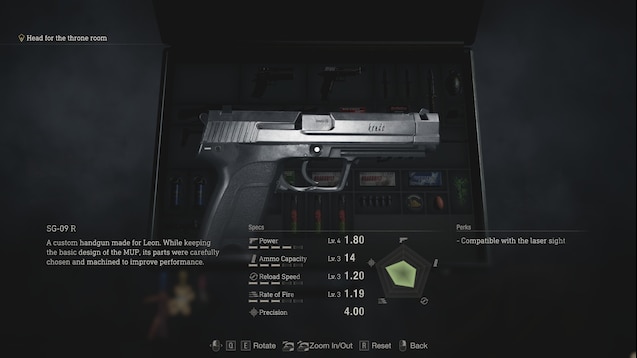 Head for the throne room
SG-09 R
A custom handgun made for Leon. While keeping
the basic design of the MUP, its parts were carefully
chosen and machined to improve performance.
Specs
Power Lv. 4 1.80
Ammo Capacity Lv. 3 14
Reload Speed Lv. 3 1.20
Rate of Fire Lv. 3 1.19
Precision 4.00
Perks
- Compatible with the laser sight
Q E Rotate Zoom In/Out R Reset Back